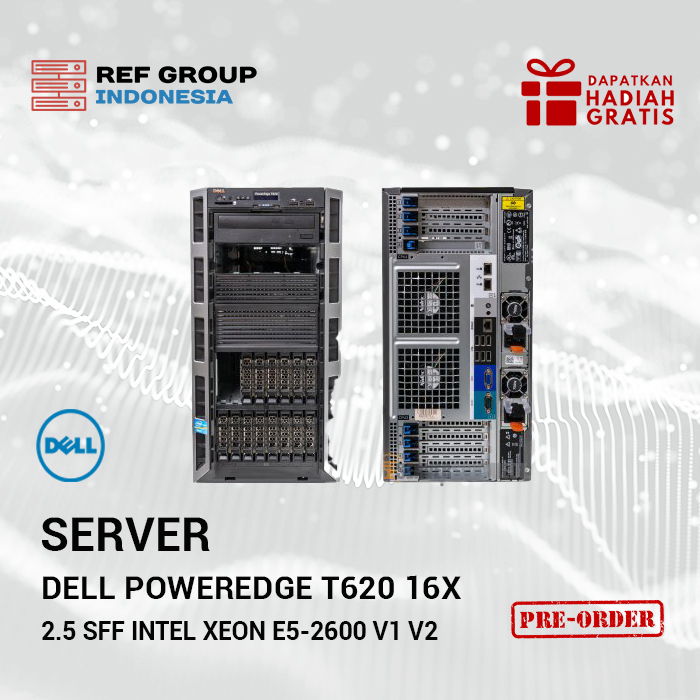 REF GROUP
INDONESIA
DAPATKAN
HADIAH
GRATIS
DELL
SERVER
DELL POWEREDGE T620 16X
2.5 SFF INTEL XEON E5-2600 V1 V2
PRE-ORDER